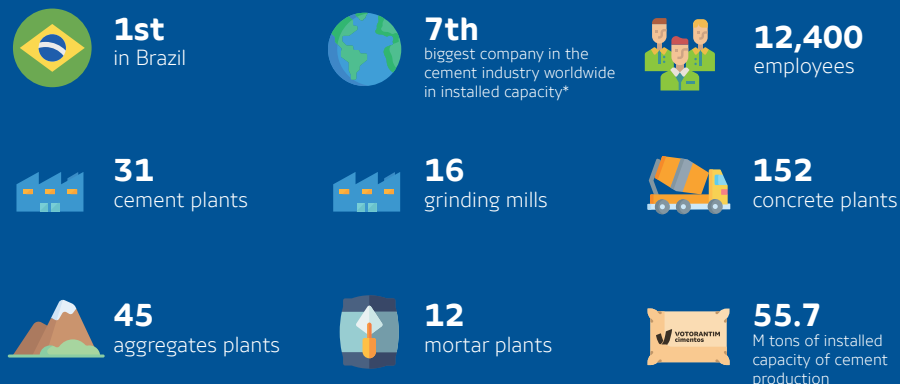 1st
in Brazil
7th
biggest company in the
cement industry worldwide
in installed capacity*
12,400
employees
31
cement plants
16
grinding mills
152
concrete plants
45
aggregates plants
12
mortar plants
VOTORANTIM
cimentos
55.7
M tons of installed
capacity of cement
production